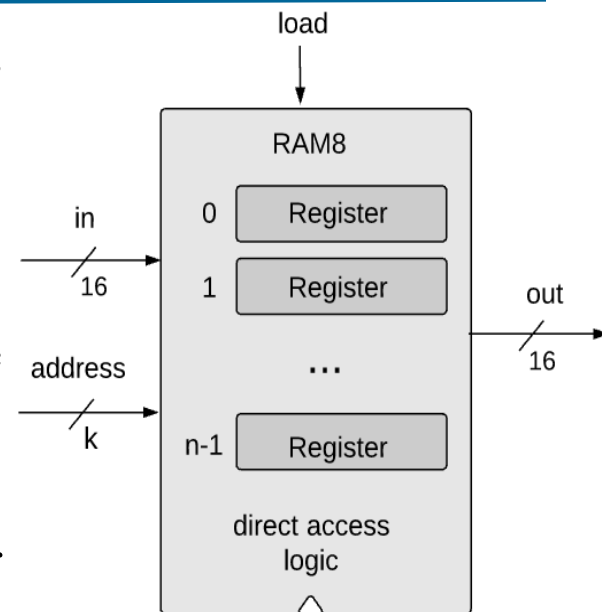 load
RAM8
0 Register
in
16
1 Register
out
16
address
k
...
n-1 Register
direct access
logic